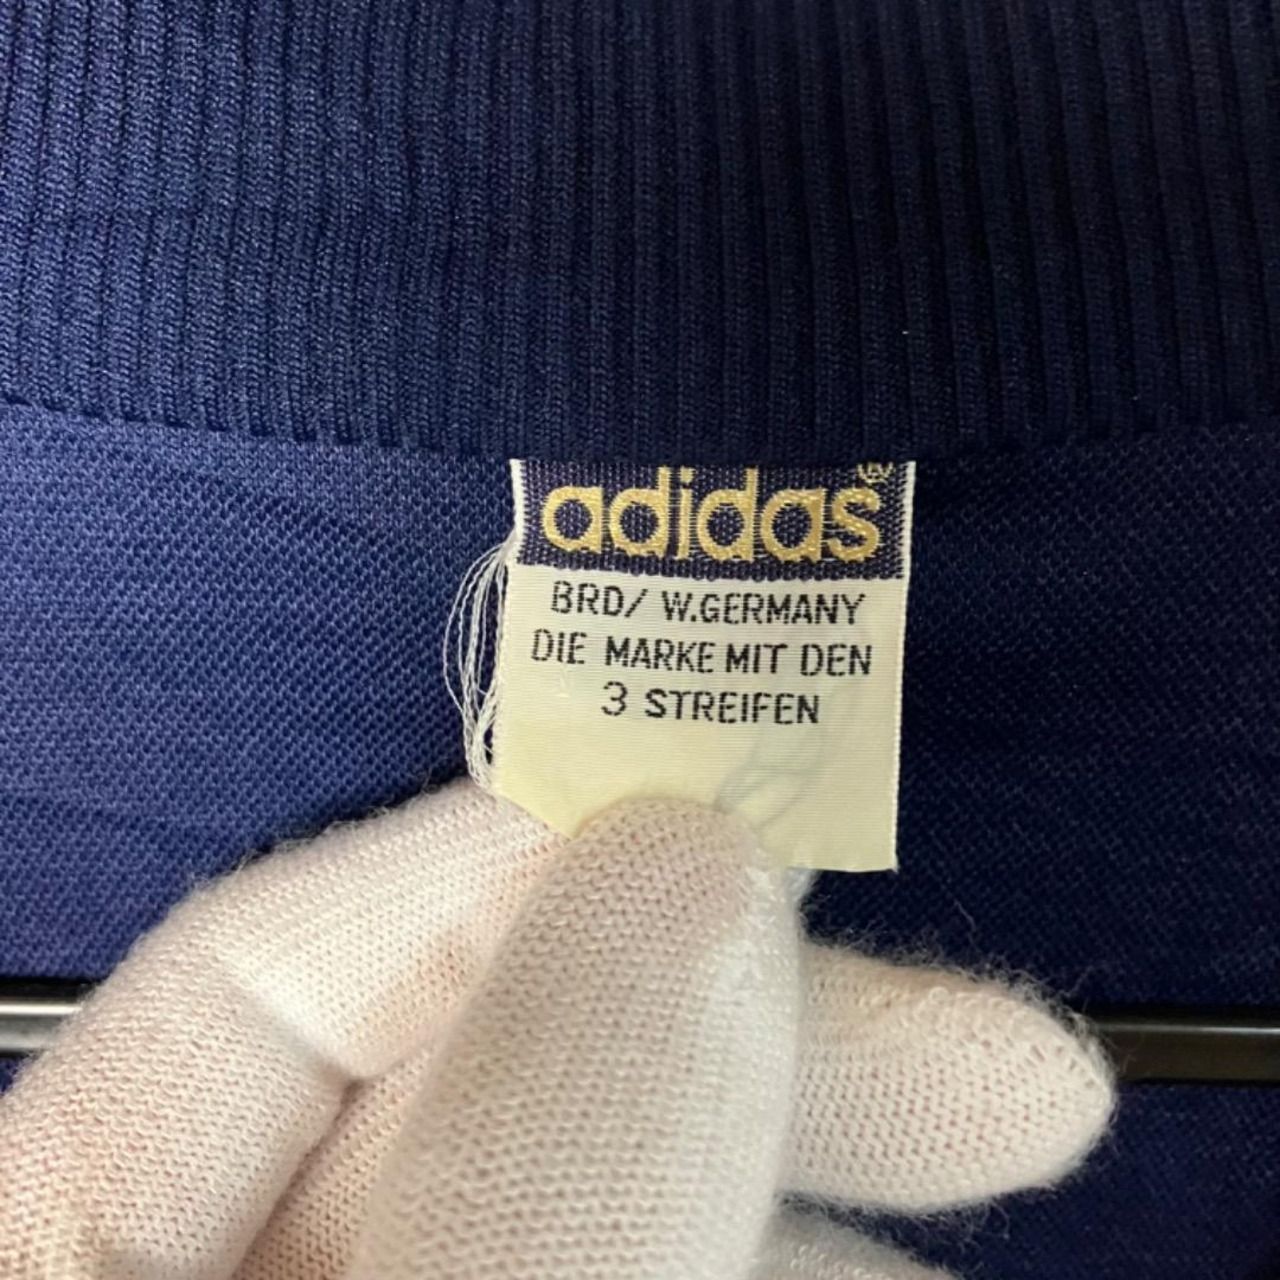 adidas®
BRD/ W.GERMANY
DIE MARKE MIT DEN
3 STREIFEN